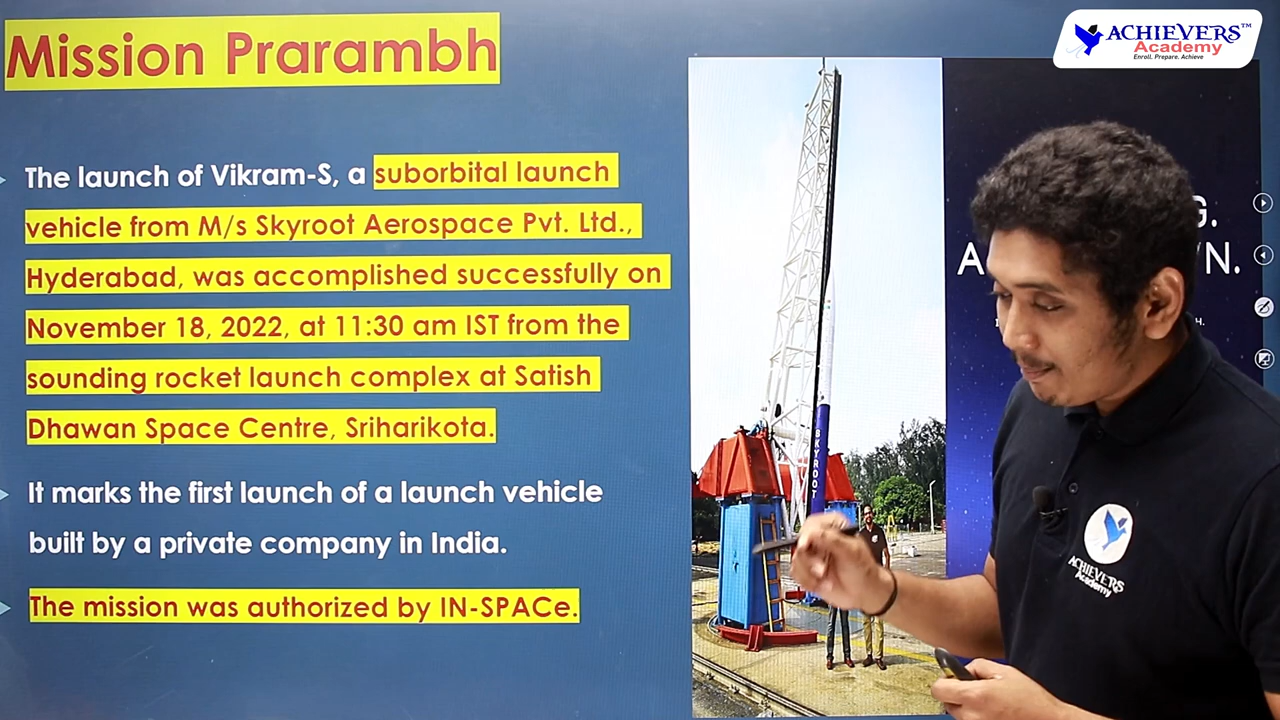 Mission Prarambh
ACHIEVERS™
Academy
Enroll. Prepare. Achieve
The launch of Vikram-S, a suborbital launch
vehicle from M/s Skyroot Aerospace Pvt. Ltd.,
Hyderabad, was accomplished successfully on
November 18, 2022, at 11:30 am IST from the
sounding rocket launch complex at Satish
Dhawan Space Centre, Sriharikota.
It marks the first launch of a launch vehicle
built by a private company in India.
The mission was authorized by IN-SPACe.
SKYROOT
ACHIEVERS
Academy